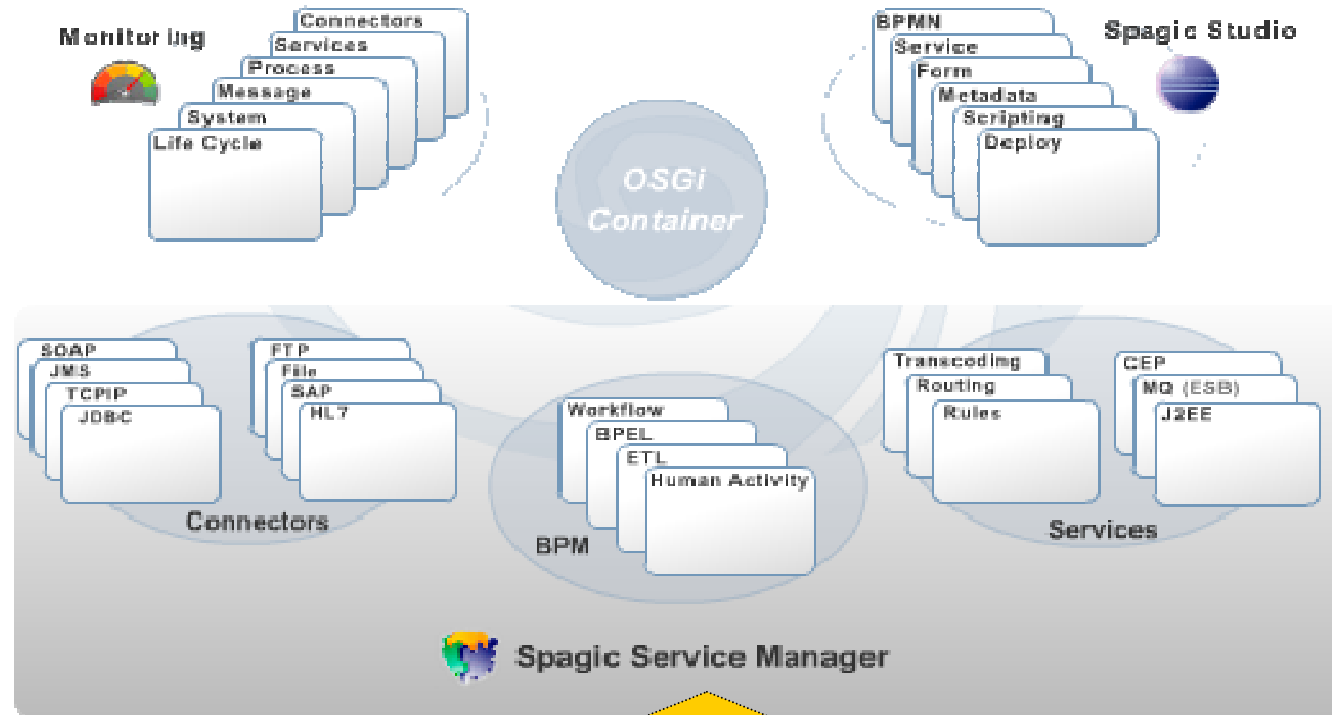 Monitoring
Connectors
Services
Process
Message
System
Life Cycle
BPMN
Service
Form
Metadata
Scripting
Deploy
Spagic Studio
OSGi
Container
SOAP
JMS
TCPIP
JDBC
FTP
File
SAP
HL7
Connectors
Workflow
BPEL
ETL
Human Activity
BPM
Transcoding
Routing
Rules
CEP
MQ (ESB)
J2EE
Services
Spagic Service Manager